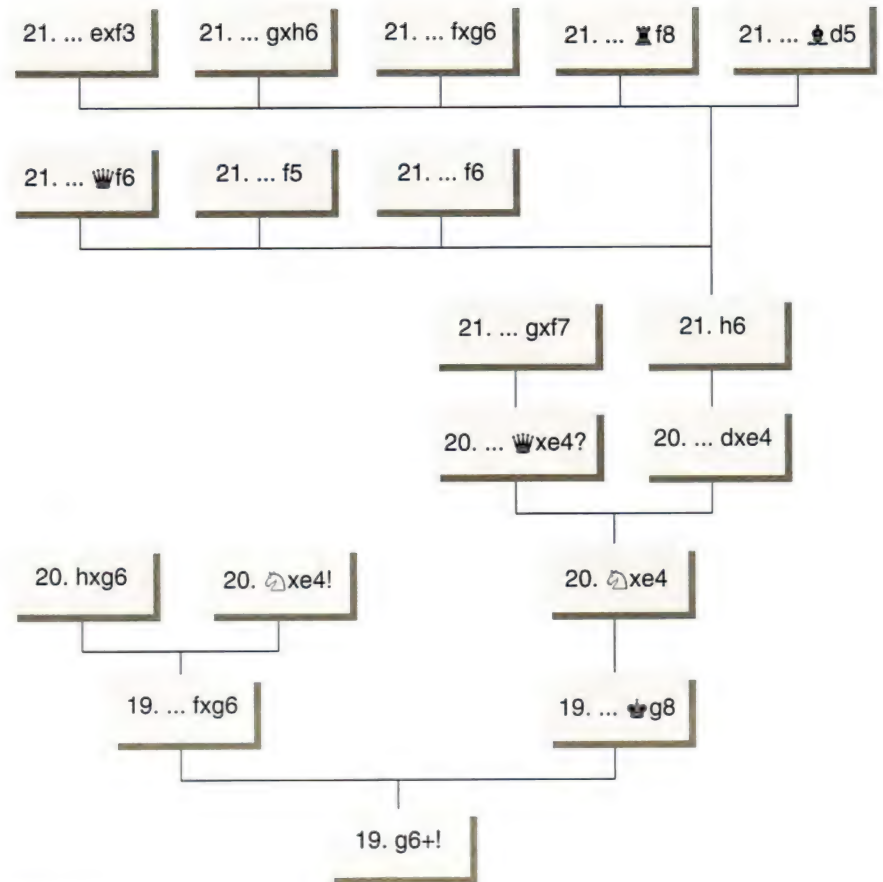 21. ... exf3 21. ... gxh6 21. ... fxg6 21. ... ♜f8 21. ... ♝d5
21. ... ♛f6 21. ... f5 21. ... f6
21. ... gxf7 21. h6
20. ... ♛xe4? 20. ... dxe4
20. hxg6 20. ♘xe4! 20. ♘xe4
19. ... fxg6 19. ... ♚g8
19. g6+!